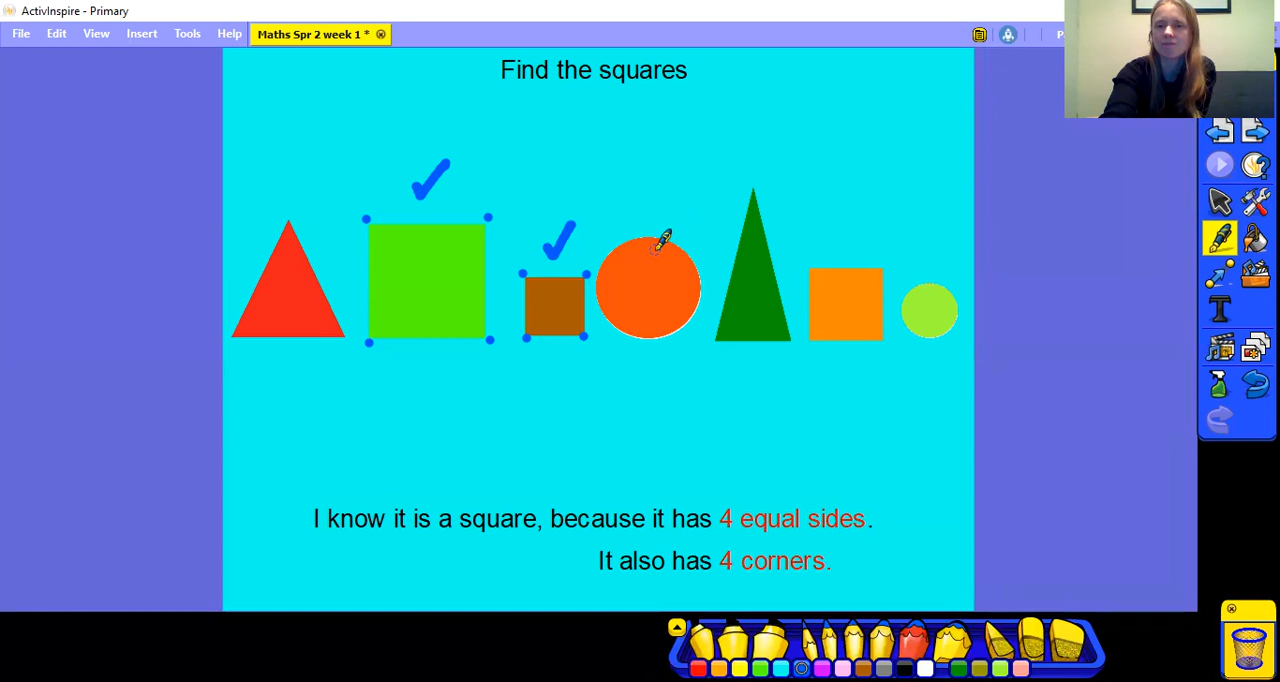 ActivInspire - Primary
File Edit View Insert Tools Help Maths Spr 2 week 1 *
Find the squares
I know it is a square, because it has 4 equal sides.
It also has 4 corners.